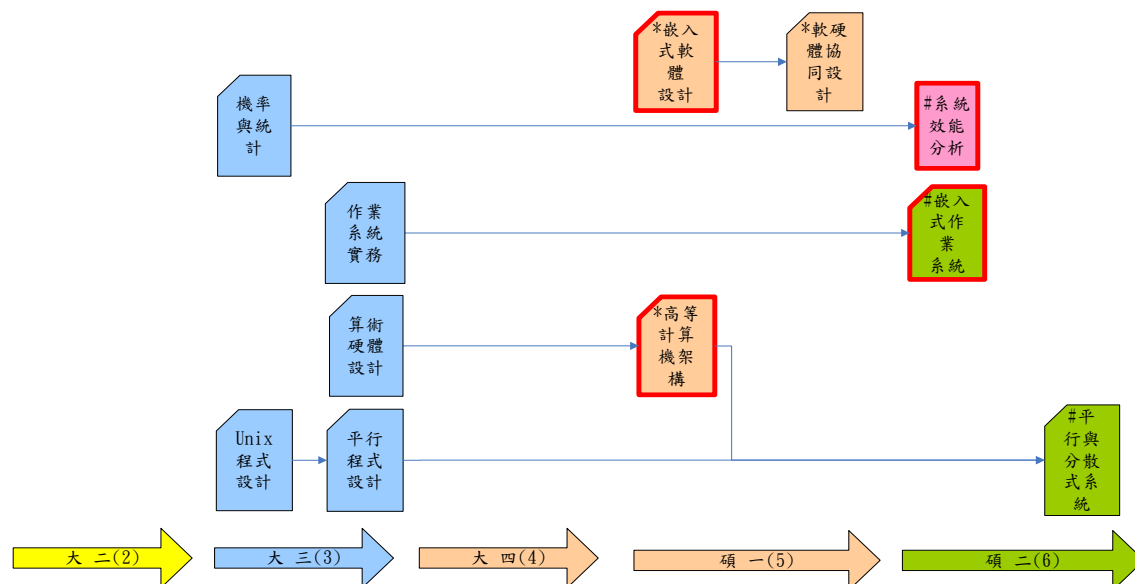 *嵌入
式軟
體
設計
*軟硬
體協
同設
計
機率
與統
計
#系統
效能
分析
作業
系統
實務
#嵌入
式作
業
系統
算術
硬體
設計
*高等
計算
機架
構
Unix
程式
設計
平行
程式
設計
#平
行與
分散
式系
統
大 二(2)
大 三(3)
大 四(4)
碩 一(5)
碩 二(6)